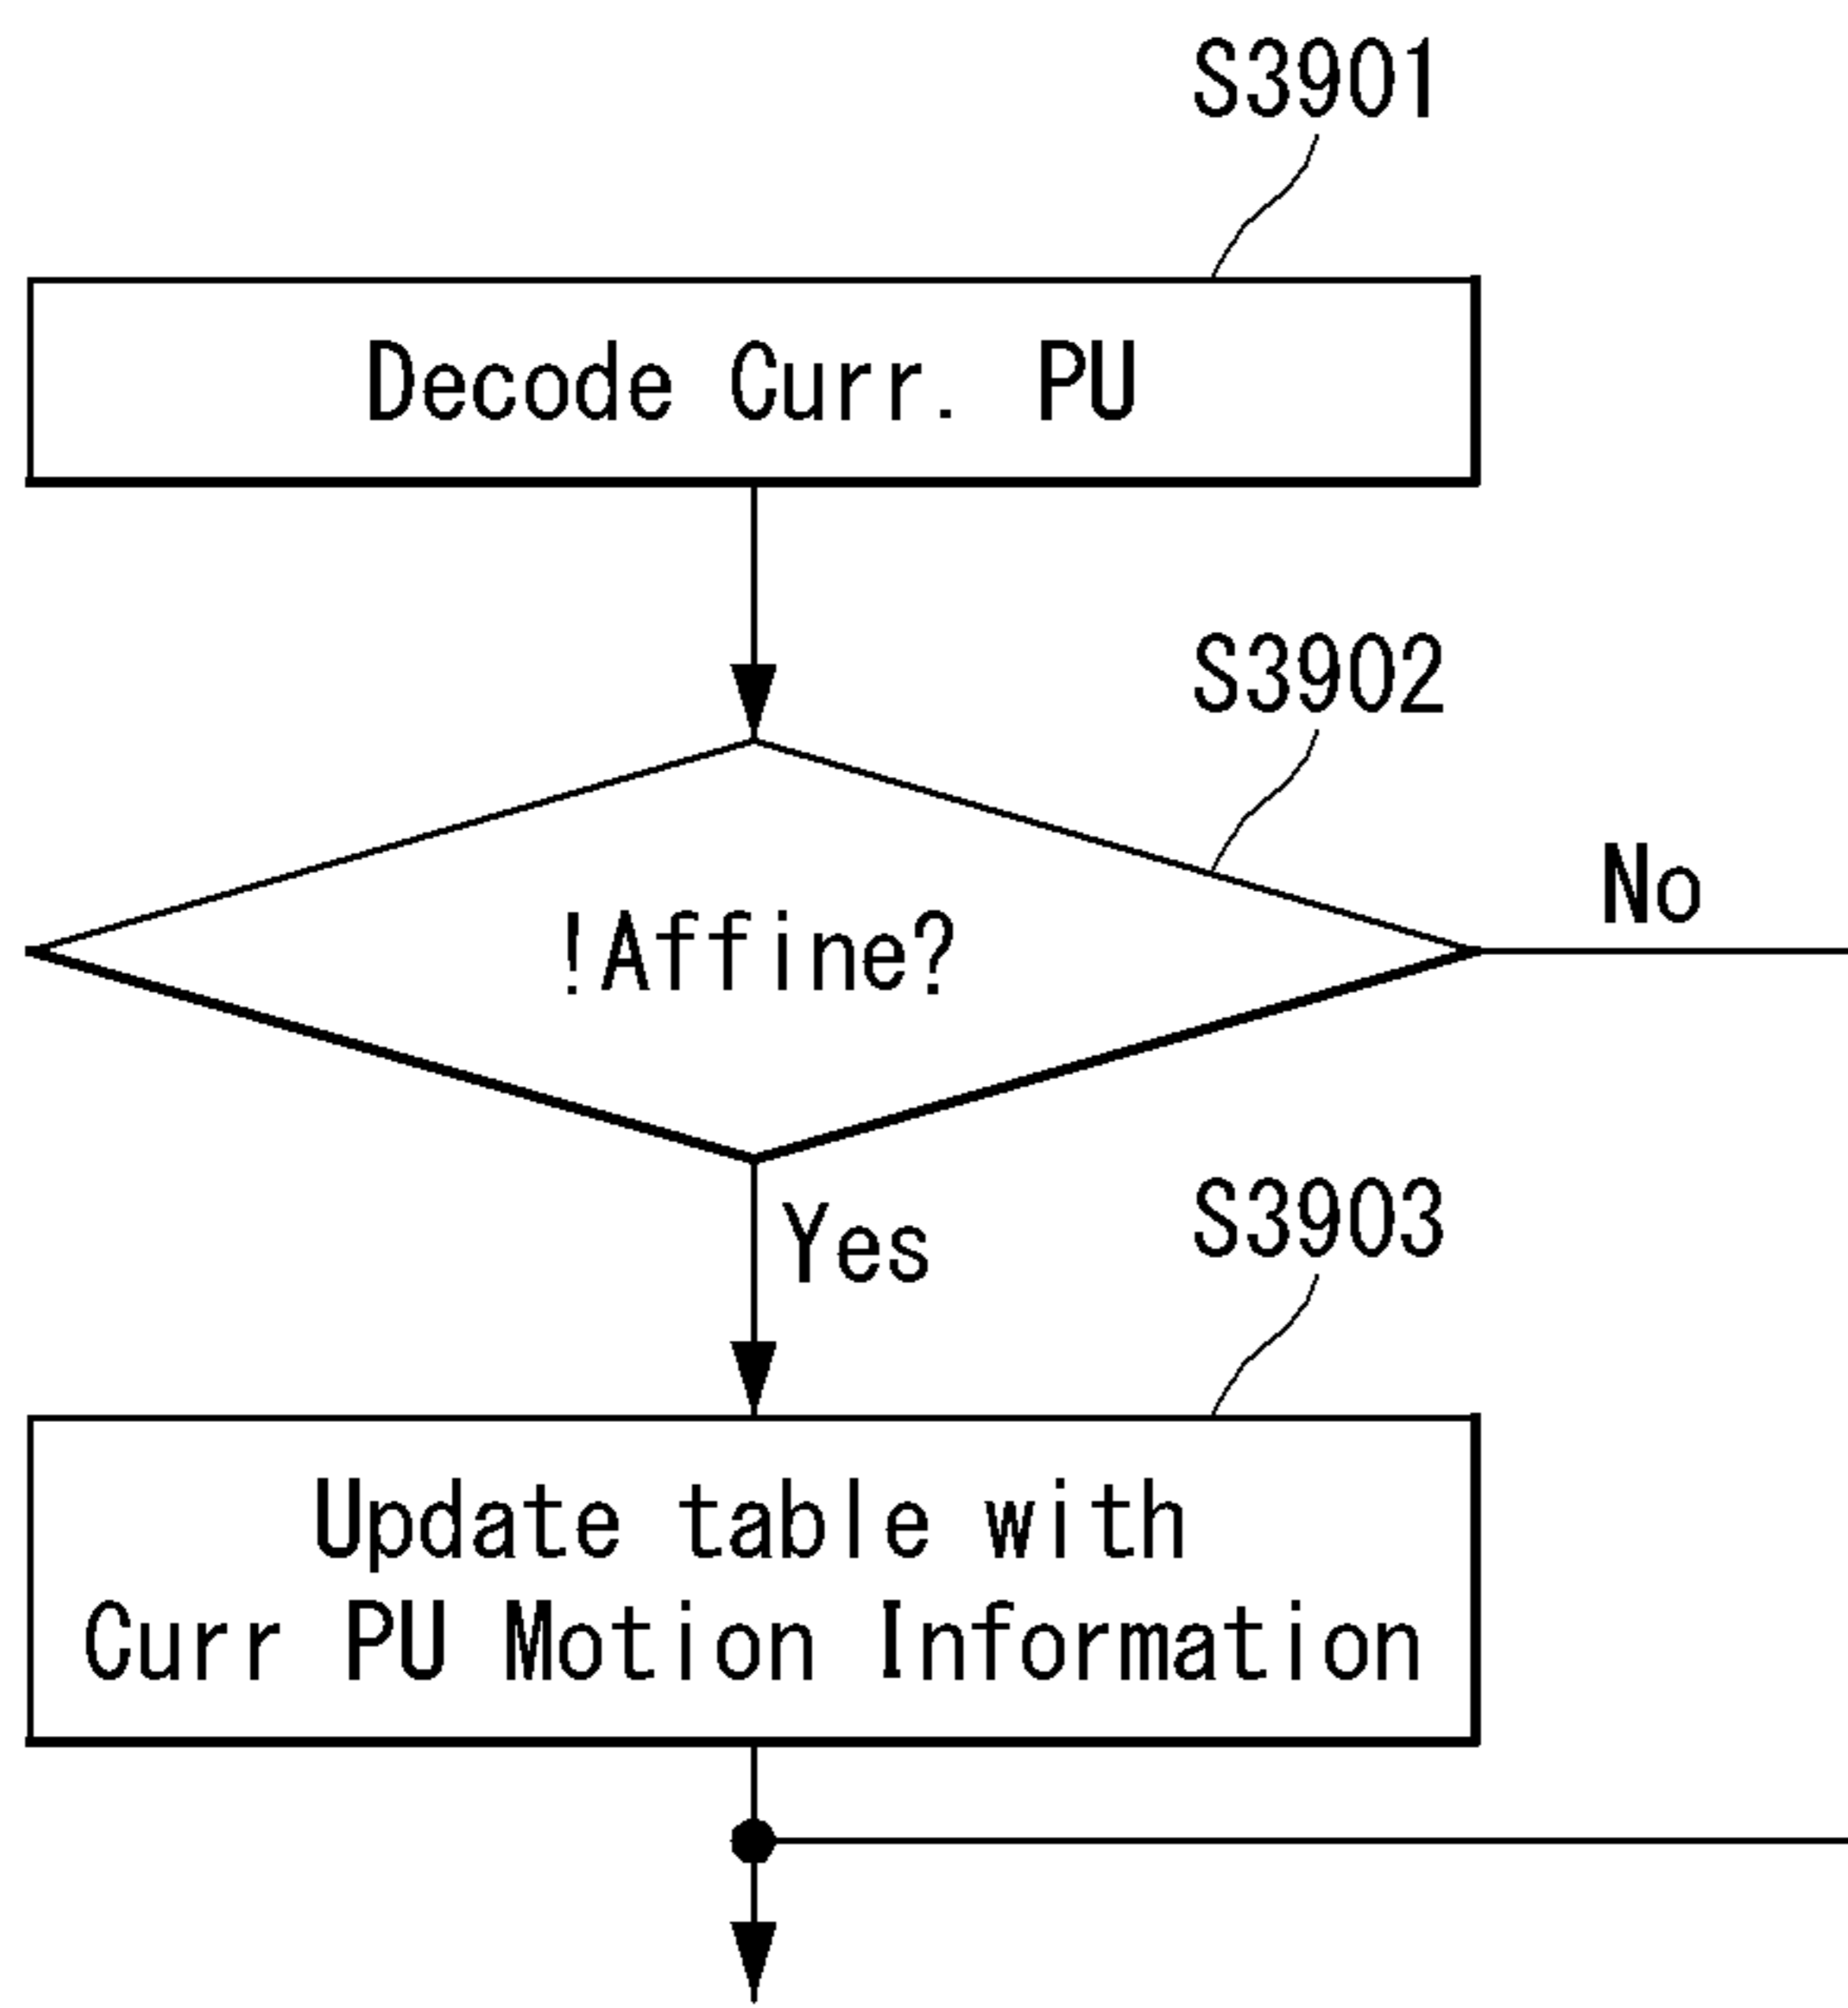 S3901
Decode Curr. PU
S3902
!Affine?
No
Yes
S3903
Update table with
Curr PU Motion Information